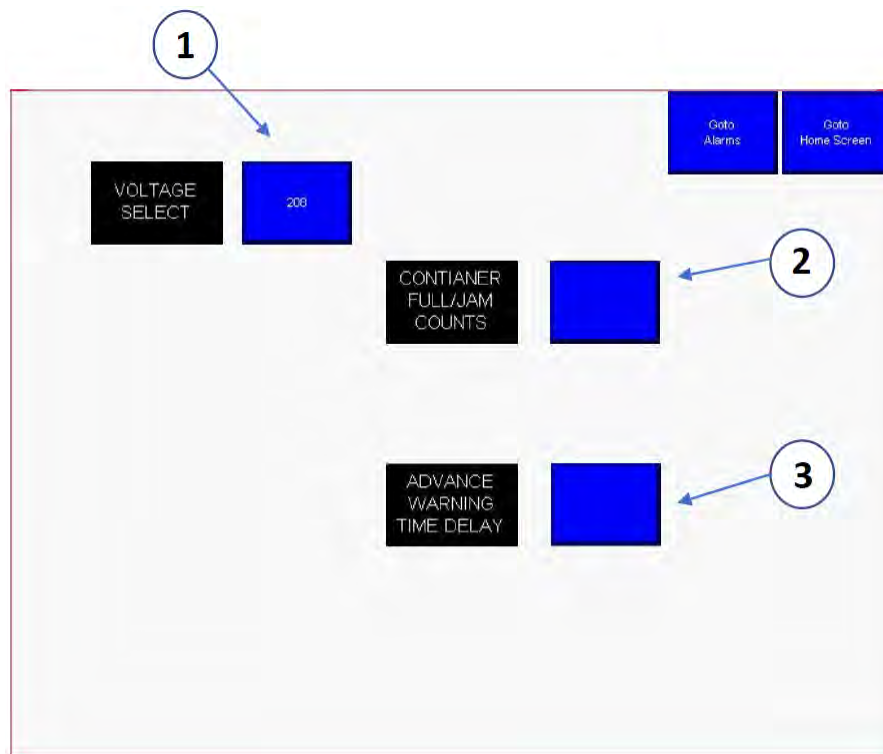 1
Goto
Alarms
Goto
Home Screen
VOLTAGE
SELECT
208
CONTIANER
FULL/JAM
COUNTS
2
ADVANCE
WARNING
TIME DELAY
3